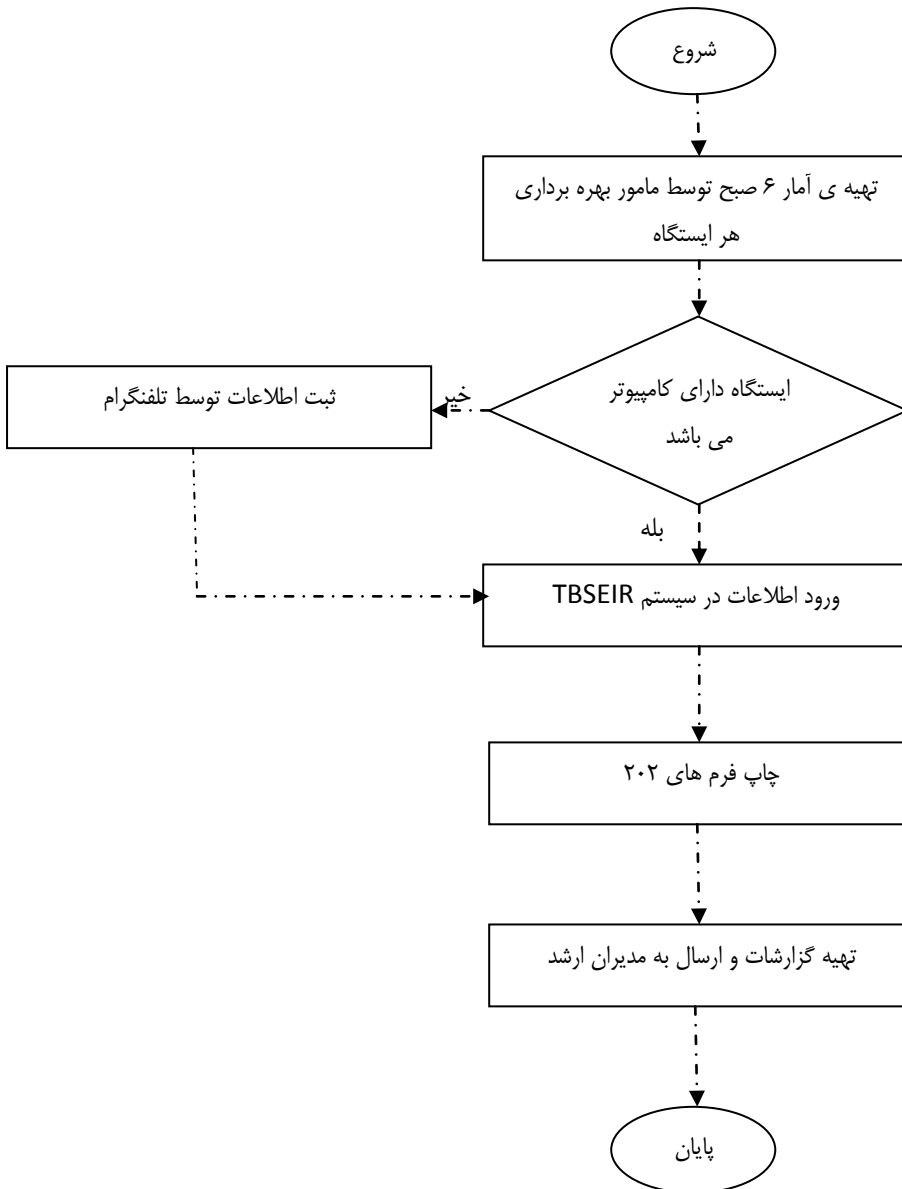 شروع
تهیه ی آمار ۶ صبح توسط مامور بهره برداری
هر ایستگاه
ایستگاه دارای کامپیوتر
می باشد
خیر
ثبت اطلاعات توسط تلفنگرام
بله
ورود اطلاعات در سیستم TBSEIR
چاپ فرم های ۲۰۲
تهیه گزارشات و ارسال به مدیران ارشد
پایان